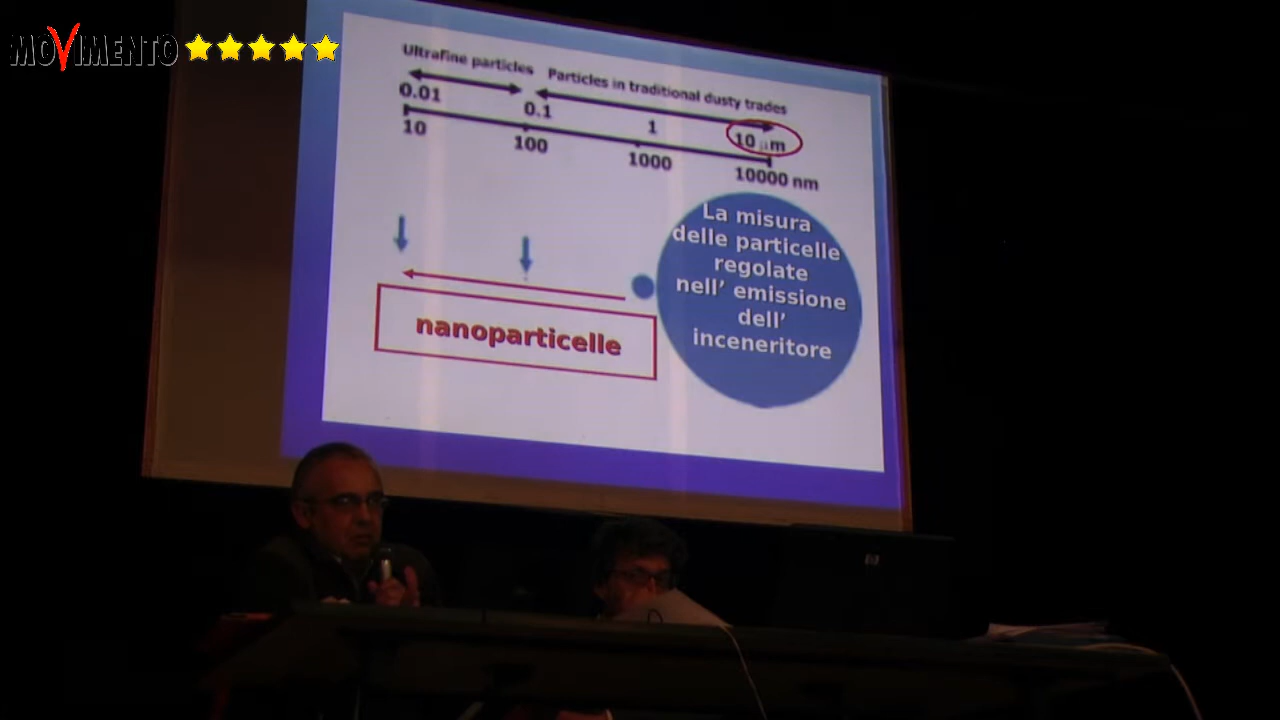 MOVIMENTO
Ultrafine particles
Particles in traditional dusty trades
0.01
0.1
1
10 μm
10
100
1000
10000 nm
La misura
delle particelle
regolate
nell’ emissione
dell’
inceneritore
nanoparticelle
hp